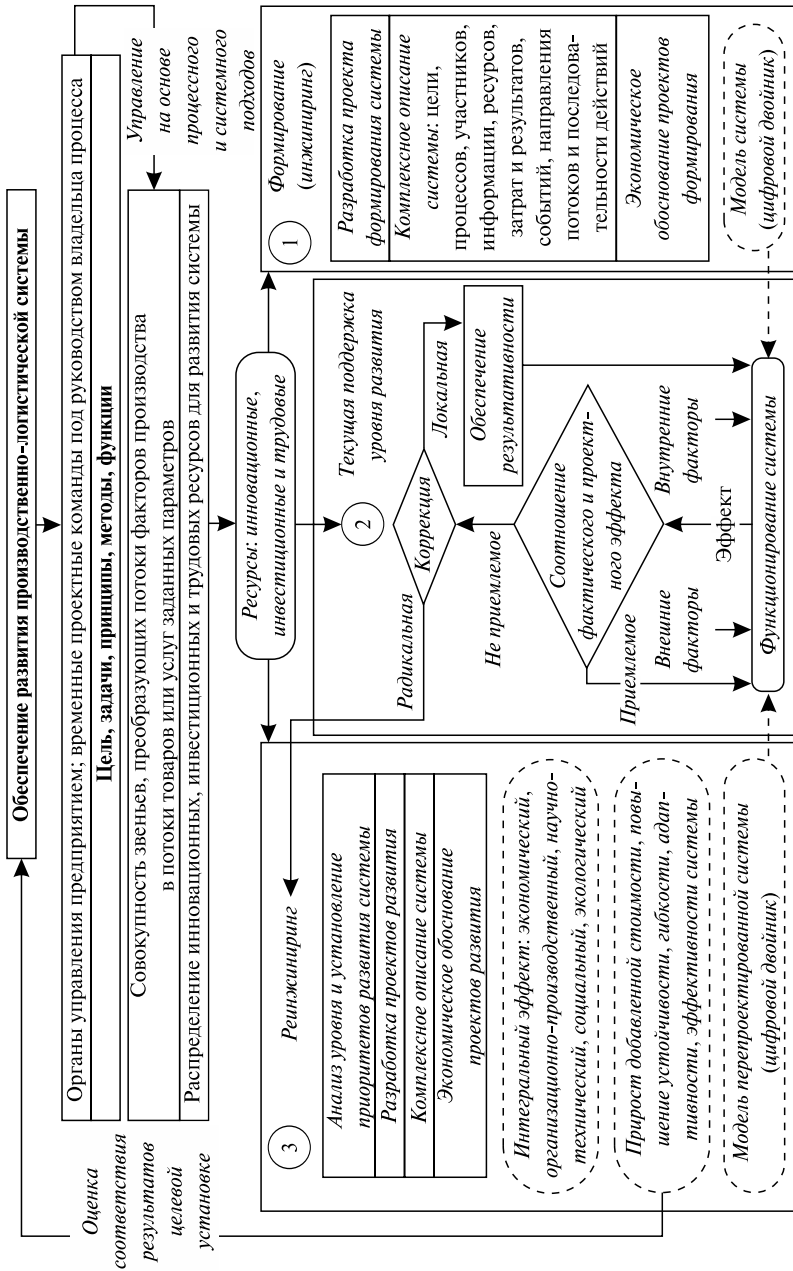 Обеспечение развития производственно-логистической системы
Органы управления предприятием; временные проектные команды под руководством владельца процесса
Цель, задачи, принципы, методы, функции
Совокупность звеньев, преобразующих потоки факторов производства
в потоки товаров или услуг заданных параметров
Распределение инновационных, инвестиционных и трудовых ресурсов для развития системы
Оценка
соответствия
результатов
целевой
установке
Управление
на основе
процессного
и системного
подходов
Ресурсы: инновационные,
инвестиционные и трудовые
3
Реинжиниринг
Анализ уровня и установление
приоритетов развития системы
Разработка проектов развития
Комплексное описание системы
Экономическое обоснование
проектов развития
Интегральный эффект: экономический,
организационно-производственный, научно-
технический, социальный, экологический
Прирост добавленной стоимости, повы-
шение устойчивости, гибкости, адап-
тивности, эффективности системы
Модель перепроектированной системы
(цифровой двойник)
2
Текущая поддержка
уровня развития
Радикальная
Коррекция
Локальная
Обеспечение
результативности
Не приемлемое
Соотношение
фактического и проект-
ного эффекта
Приемлемое
Внешние
факторы
Эффект
Внутренние
факторы
Функционирование системы
1
Формирование
(инжиниринг)
Разработка проекта
формирования системы
Комплексное описание
системы: цели,
процессов, участников,
информации, ресурсов,
затрат и результатов,
событий, направления
потоков и последова-
тельности действий
Экономическое
обоснование проектов
формирования
Модель системы
(цифровой двойник)